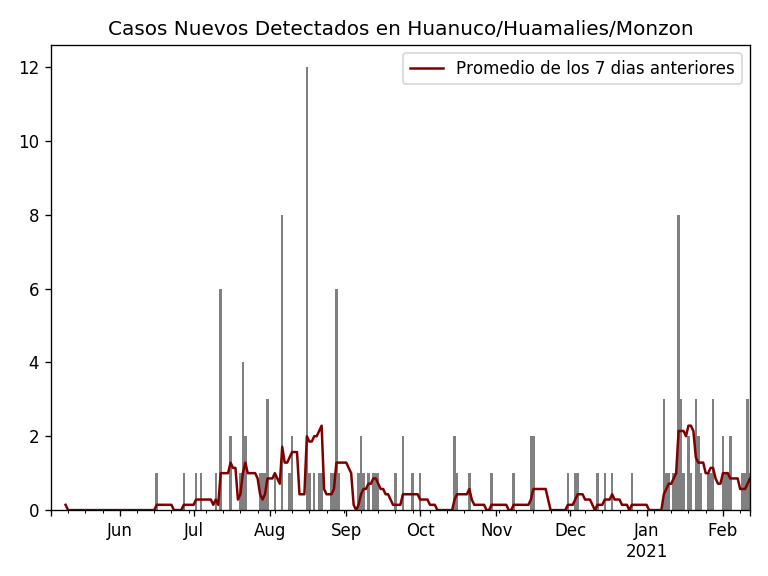 Casos Nuevos Detectados en Huanuco/Huamalies/Monzon
Promedio de los 7 dias anteriores
12
10
8
6
4
2
0
Jun Jul Aug Sep Oct Nov Dec Jan Feb
2021